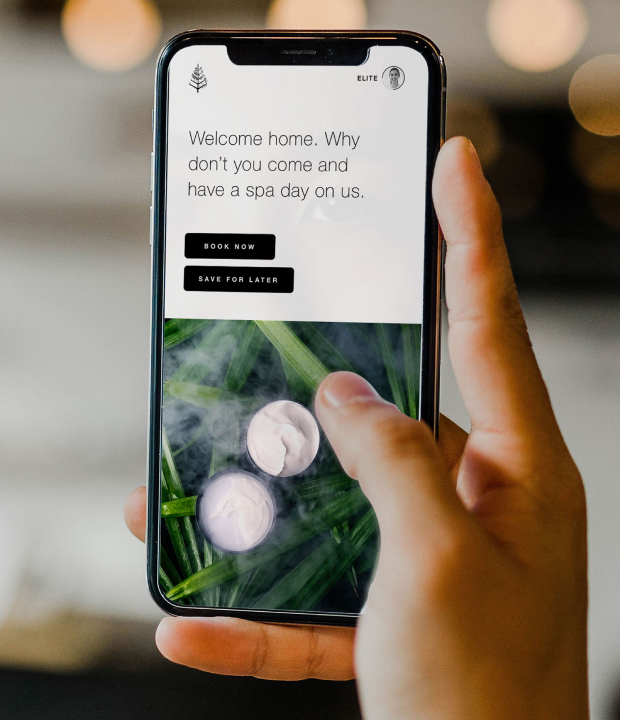 ELITE
Welcome home. Why
don't you come and
have a spa day on us.
BOOK NOW
SAVE FOR LATER